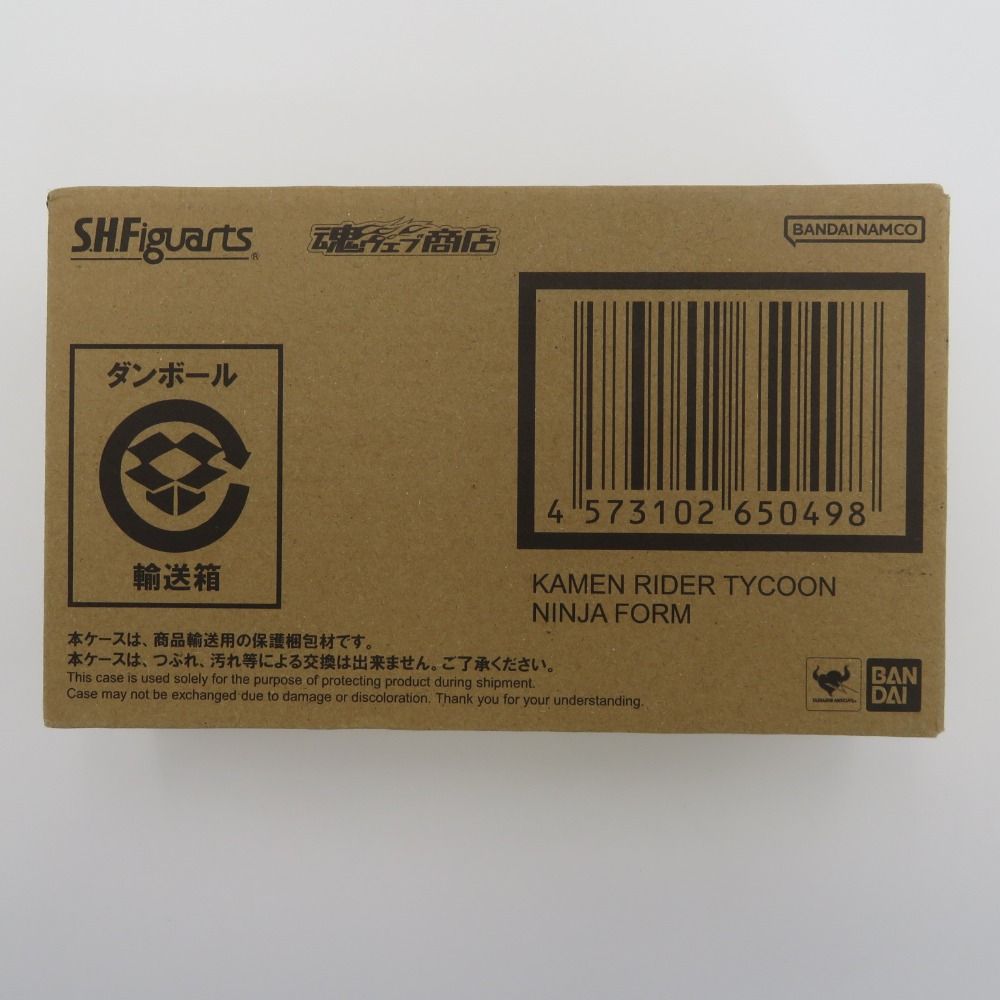 S.H.Figuarts
®
魂ウェブ商店
BANDAI NAMCO
ダンボール
輸送箱
4 573102 650498
KAMEN RIDER TYCOON
NINJA FORM
本ケースは、商品輸送用の保護梱包材です。
本ケースは、つぶれ、汚れ等による交換は出来ません。ご了承ください。
This case is used solely for the purpose of protecting product during shipment.
Case may not be exchanged due to damage or discoloration. Thank you for your understanding.
BAN
DAI